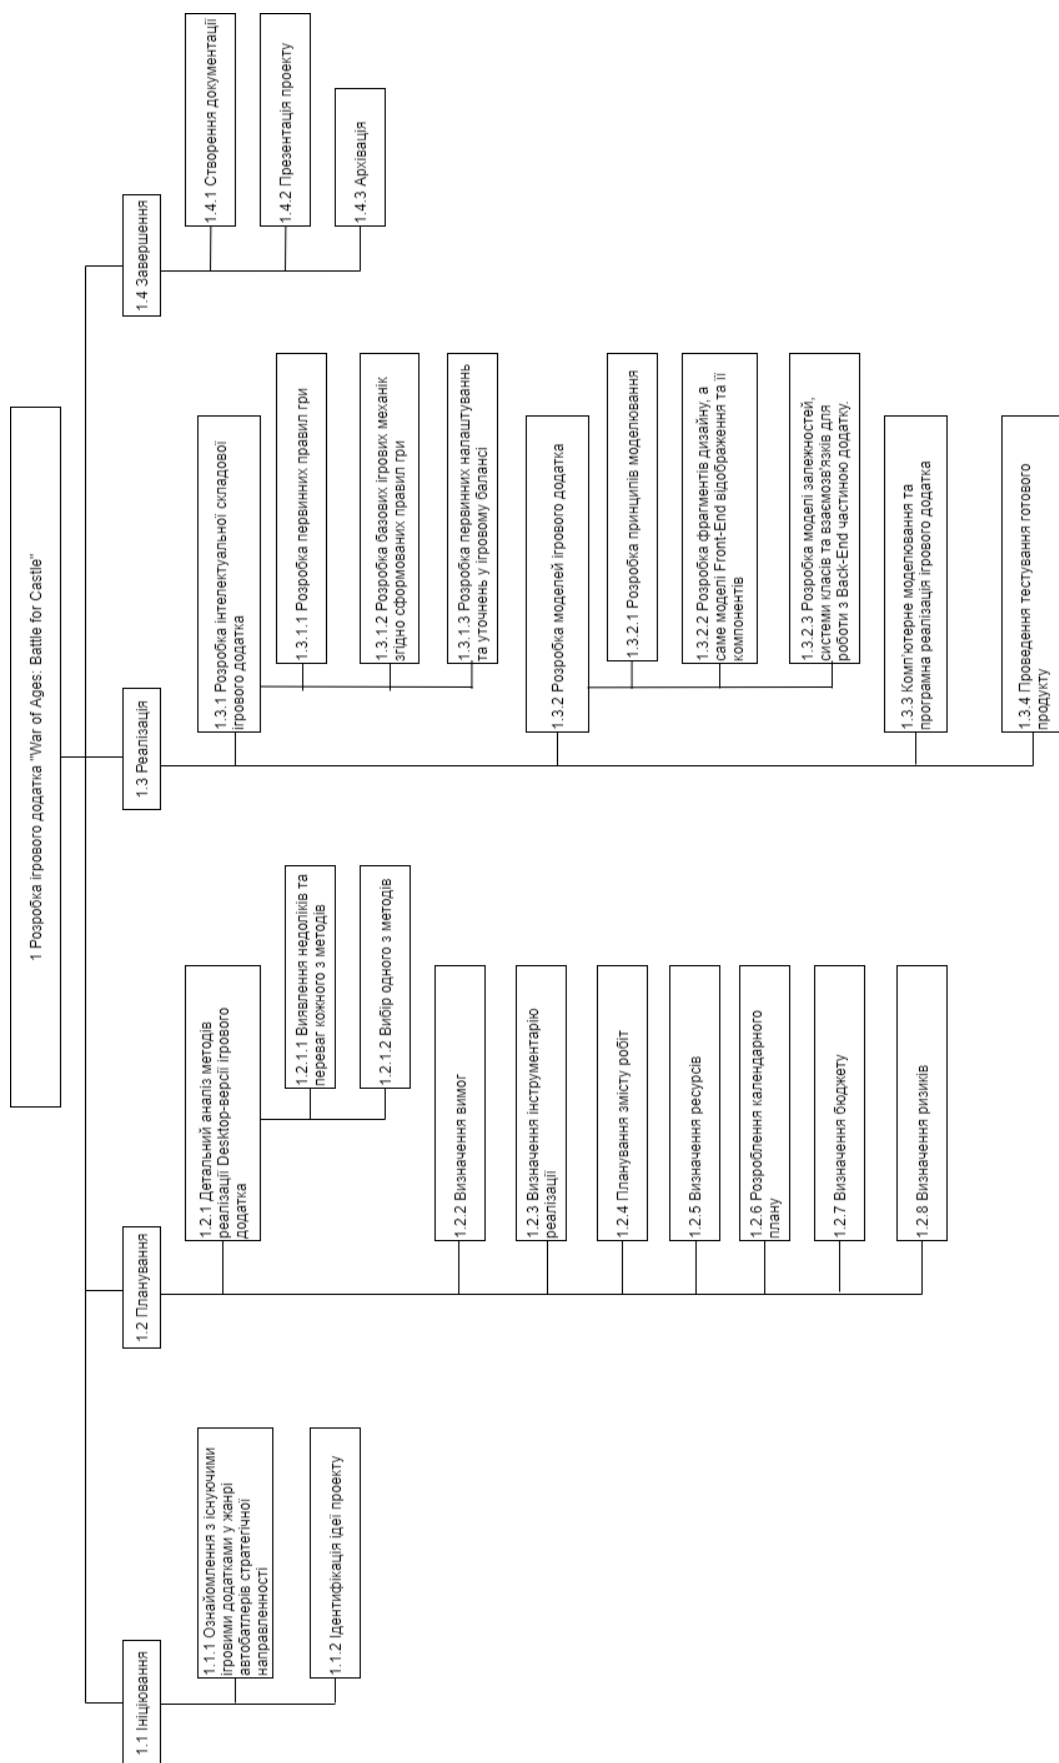 1 Розробка ігрового додатка "War of Ages: Battle for Castle"
1.1 Ініціювання
1.1.1 Ознайомлення з існуючими
ігровими додатками у жанрі
автобатлерів стратегічної
направленності
1.1.2 Ідентифікація ідеї проекту
1.2 Планування
1.2.1 Детальний аналіз методів
реалізації Desktop-версії ігрового
додатка
1.2.1.1 Виявлення недоліків та
переваг кожного з методів
1.2.1.2 Вибір одного з методів
1.2.2 Визначення вимог
1.2.3 Визначення інструментарію
реалізації
1.2.4 Планування змісту робіт
1.2.5 Визначення ресурсів
1.2.6 Розроблення календарного
плану
1.2.7 Визначення бюджету
1.2.8 Визначення ризиків
1.3 Реалізація
1.3.1 Розробка інтелектуальної складової
ігрового додатка
1.3.1.1 Розробка первинних правил гри
1.3.1.2 Розробка базових ігрових механік
згідно сформованих правил гри
1.3.1.3 Розробка первинних налаштуваннь
та уточнень у ігровому балансі
1.3.2 Розробка моделей ігрового додатка
1.3.2.1 Розробка принципів моделювання
1.3.2.2 Розробка фрагментів дизайну, а
саме моделі Front-End відображення та її
компонентів
1.3.2.3 Розробка моделі залежностей,
системи класів та взаємозв'язків для
роботи з Back-End частиною додатку.
1.3.3 Комп'ютерне моделювання та
програмна реалізація ігрового додатка
1.3.4 Проведення тестування готового
продукту
1.4 Завершення
1.4.1 Створення документації
1.4.2 Презентація проекту
1.4.3 Архівація